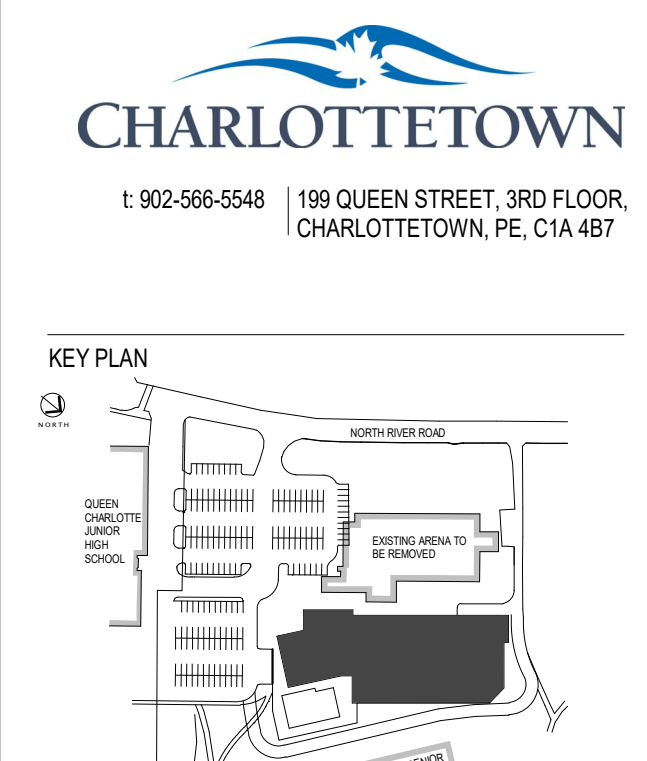 CHARLOTTETOWN
t: 902-566-5548
199 QUEEN STREET, 3RD FLOOR,
CHARLOTTETOWN, PE, C1A 4B7
KEY PLAN
NORTH
NORTH RIVER ROAD
QUEEN
CHARLOTTE
JUNIOR
HIGH
SCHOOL
EXISTING ARENA TO
BE REMOVED